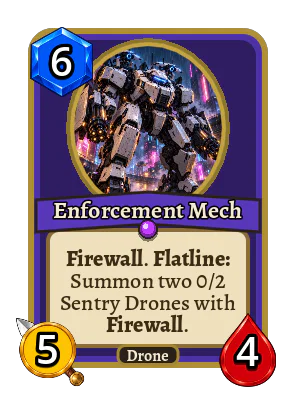 6
Enforcement Mech
Firewall. Flatline:
Summon two 0/2
Sentry Drones with
Firewall.
5
Drone
4